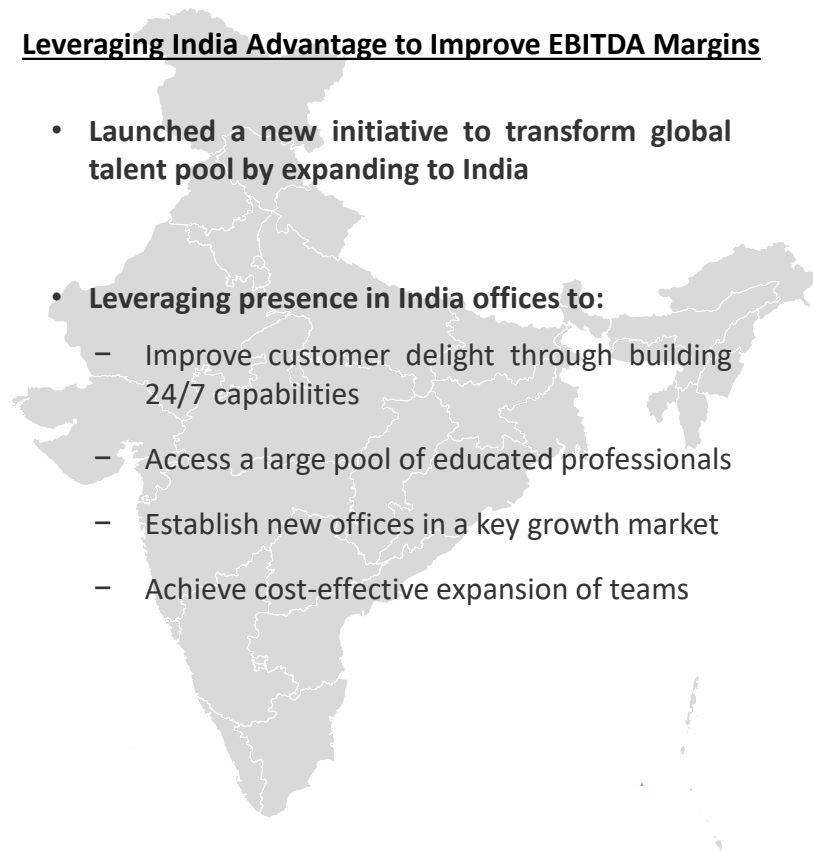 Leveraging India Advantage to Improve EBITDA Margins
• Launched a new initiative to transform global
talent pool by expanding to India
• Leveraging presence in India offices to:
− Improve customer delight through building
24/7 capabilities
− Access a large pool of educated professionals
− Establish new offices in a key growth market
− Achieve cost-effective expansion of teams